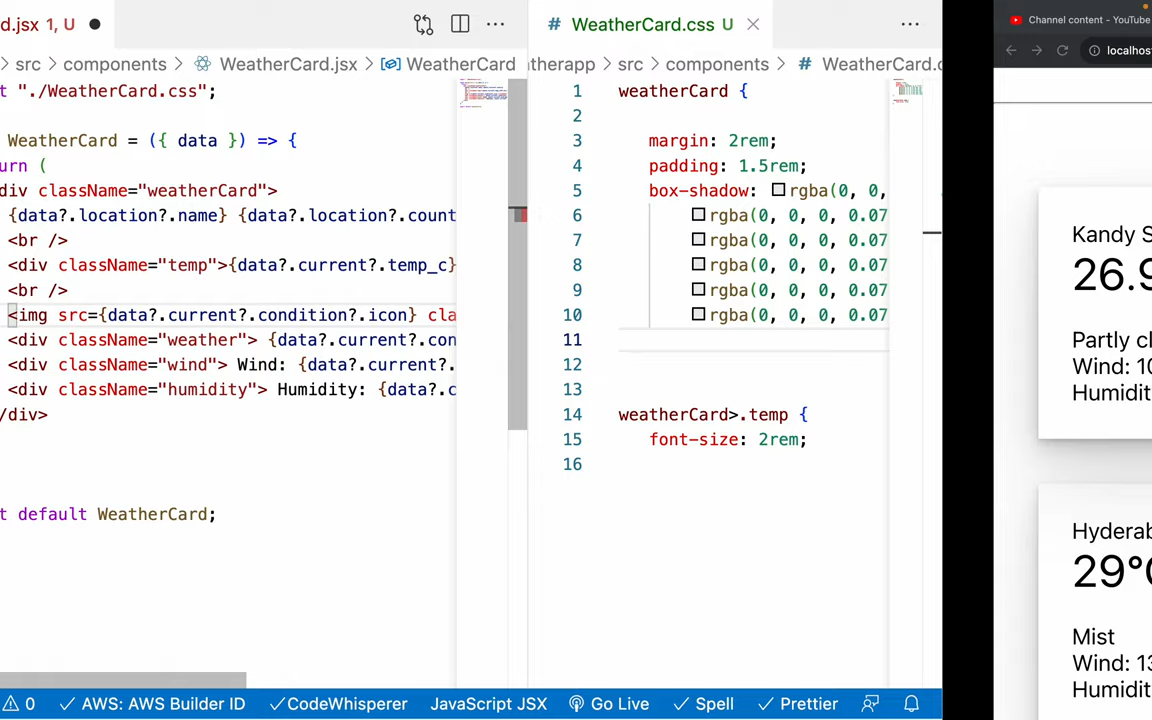 d.jsx 1, U
> src > components > WeatherCard.jsx > WeatherCard
t "./WeatherCard.css";
WeatherCard = ({ data }) => {
urn (
div className="weatherCard">
{data?.location?.name} {data?.location?.count
<br />
<div className="temp">{data?.current?.temp_c}
<br />
<img src={data?.current?.condition?.icon} cla
<div className="weather"> {data?.current?.con
<div className="wind"> Wind: {data?.current?.
<div className="humidity"> Humidity: {data?.c
/div>
t default WeatherCard;
# WeatherCard.css U
therapp > src > components > # WeatherCard.c
1 weatherCard {
2
3 margin: 2rem;
4 padding: 1.5rem;
5 box-shadow: rgba(0, 0,
6 rgba(0, 0, 0, 0.07
7 rgba(0, 0, 0, 0.07
8 rgba(0, 0, 0, 0.07
9 rgba(0, 0, 0, 0.07
10 rgba(0, 0, 0, 0.07
11
12
13
14 weatherCard>.temp {
15 font-size: 2rem;
16
0 AWS: AWS Builder ID CodeWhisperer JavaScript JSX Go Live Spell Prettier
Channel content - YouTube
localhos
Kandy S
26.9
Partly cl
Wind: 10
Humidit
Hyderab
29°C
Mist
Wind: 13
Humidit